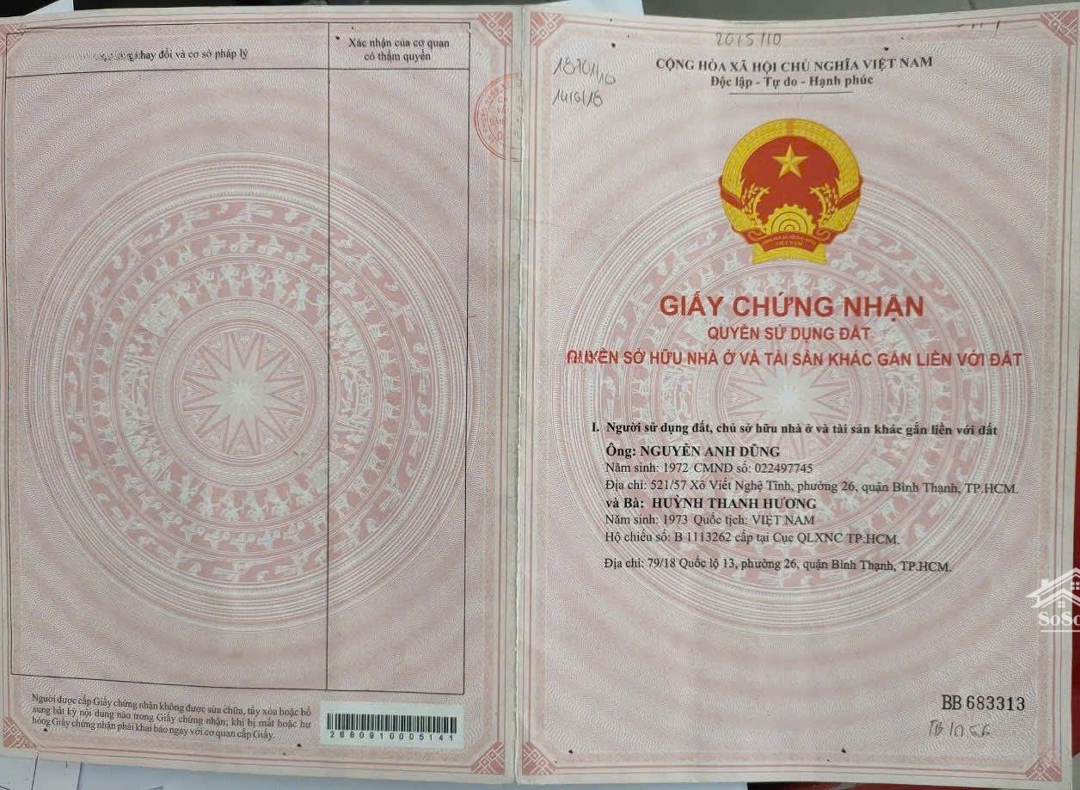 thay đổi và cơ sở pháp lý
Xác nhận của cơ quan
có thẩm quyền
Người được cấp Giấy chứng nhận không được sửa chữa, tẩy xóa hoặc bổ
sung bất kỳ nội dung nào trong Giấy chứng nhận; khi bị mất hoặc hư
hỏng Giấy chứng nhận phải khai báo ngay với cơ quan cấp Giấy.
2680910005141
2015/10
CỘNG HÒA XÃ HỘI CHỦ NGHĨA VIỆT NAM
Độc lập - Tự do - Hạnh phúc
VIỆT NAM
GIẤY CHỨNG NHẬN
QUYỀN SỬ DỤNG ĐẤT
QUYỀN SỞ HỮU NHÀ Ở VÀ TÀI SẢN KHÁC GẮN LIỀN VỚI ĐẤT
I. Người sử dụng đất, chủ sở hữu nhà ở và tài sản khác gắn liền với đất
Ông: NGUYỄN ANH DŨNG
Năm sinh: 1972 CMND số: 022497745
Địa chỉ: 521/57 Xô Viết Nghệ Tĩnh, phường 26, quận Bình Thạnh, TP.HCM.
và Bà: HUỲNH THANH HƯƠNG
Năm sinh: 1973 Quốc tịch: VIỆT NAM
Hộ chiếu số: B 1113262 cấp tại Cục QLXNC TP.HCM.
Địa chỉ: 79/18 Quốc lộ 13, phường 26, quận Bình Thạnh, TP.HCM.
BB 683313